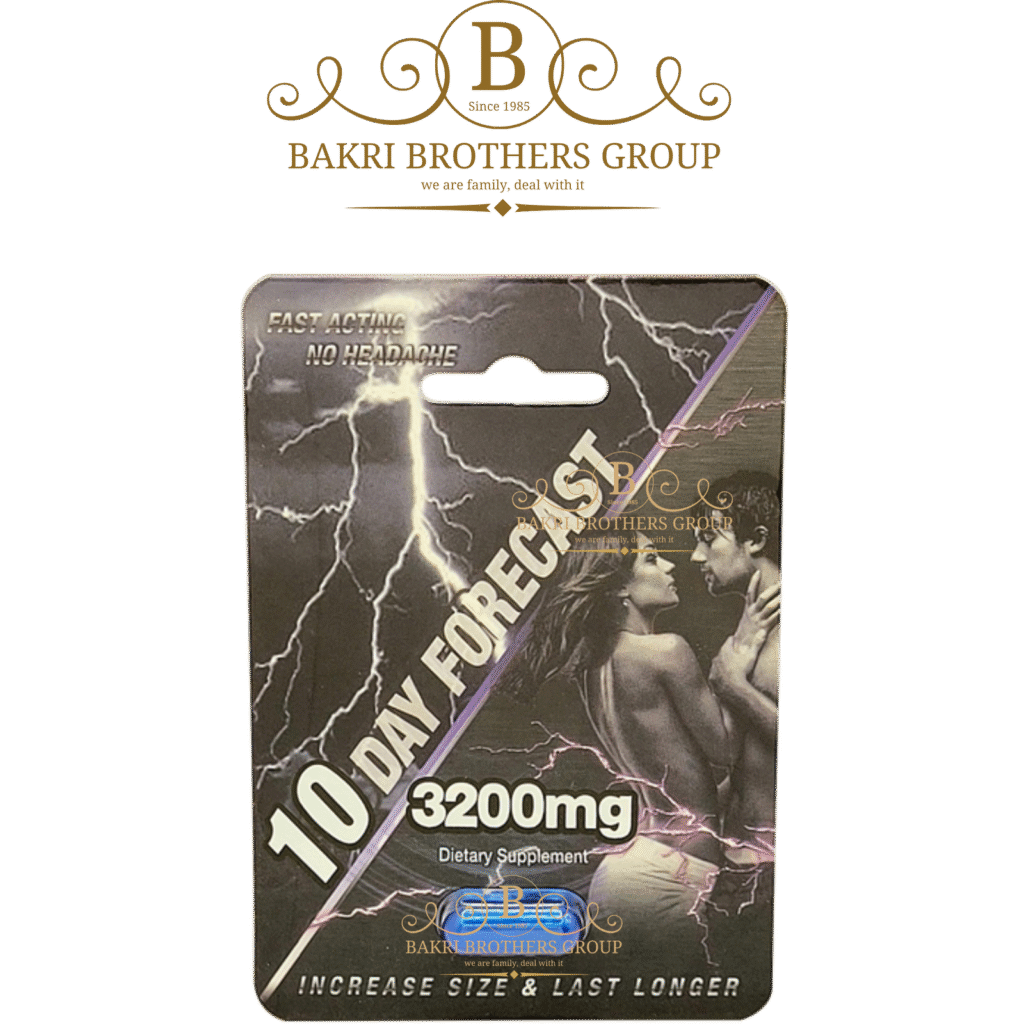 B
Since 1985
BAKRI BROTHERS GROUP
we are family, deal with it
FAST ACTING
NO HEADACHE
10 DAY FORECAST
B
BAKRI BROTHERS GROUP
we are family, deal with it
3200mg
Dietary Supplement
B
BAKRI BROTHERS GROUP
we are family, deal with it
INCREASE SIZE & LAST LONGER